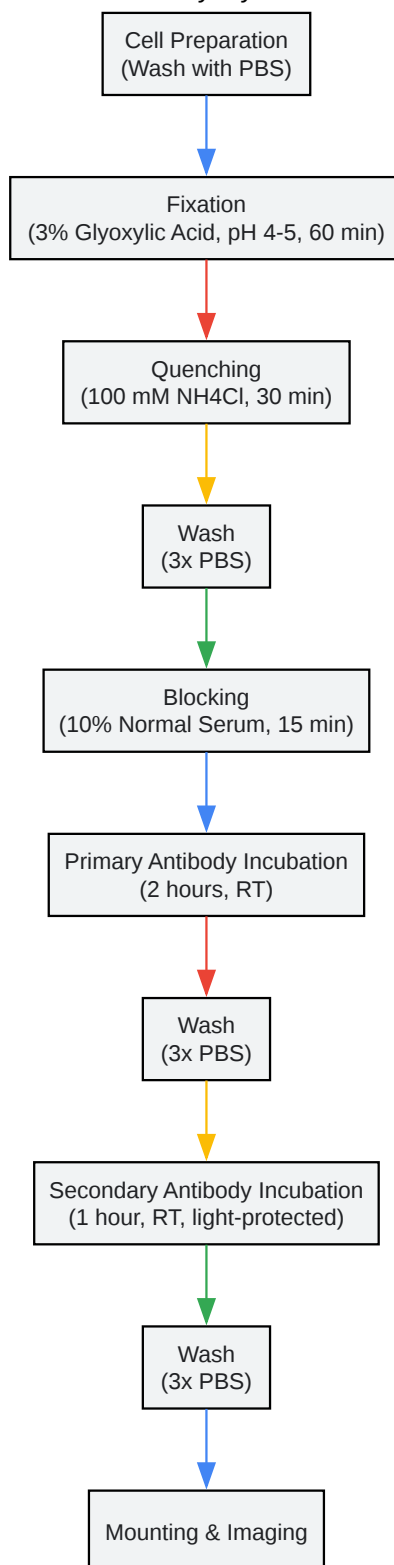 Cell Preparation
(Wash with PBS)
Fixation
(3% Glyoxylic Acid, pH 4-5, 60 min)
Quenching
(100 mM NH4Cl, 30 min)
Wash
(3x PBS)
Blocking
(10% Normal Serum, 15 min)
Primary Antibody Incubation
(2 hours, RT)
Wash
(3x PBS)
Secondary Antibody Incubation
(1 hour, RT, light-protected)
Wash
(3x PBS)
Mounting & Imaging